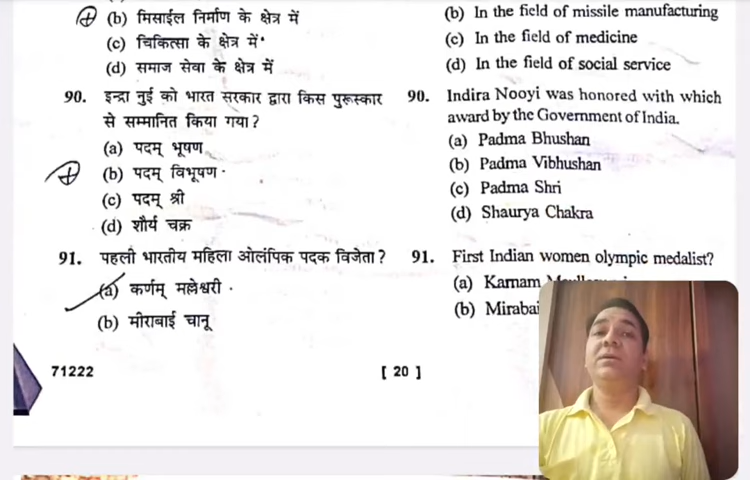 (b) मिसाईल निर्माण के क्षेत्र में
(c) चिकित्सा के क्षेत्र में
(d) समाज सेवा के क्षेत्र में
90. इन्द्रा नुई को भारत सरकार द्वारा किस पुरूस्कार
से सम्मानित किया गया?
(a) पदम् भूषण
(b) पदम् विभूषण
(c) पदम् श्री
(d) शौर्य चक्र
91. पहली भारतीय महिला ओलंपिक पदक विजेता?
(a) कर्णम् मल्लेश्वरी
(b) मीराबाई चानू
71222
[ 20 ]
(b) In the field of missile manufacturing
(c) In the field of medicine
(d) In the field of social service
90. Indira Nooyi was honored with which
award by the Government of India.
(a) Padma Bhushan
(b) Padma Vibhushan
(c) Padma Shri
(d) Shaurya Chakra
91. First Indian women olympic medalist?
(a) Karnam
(b) Mirabai